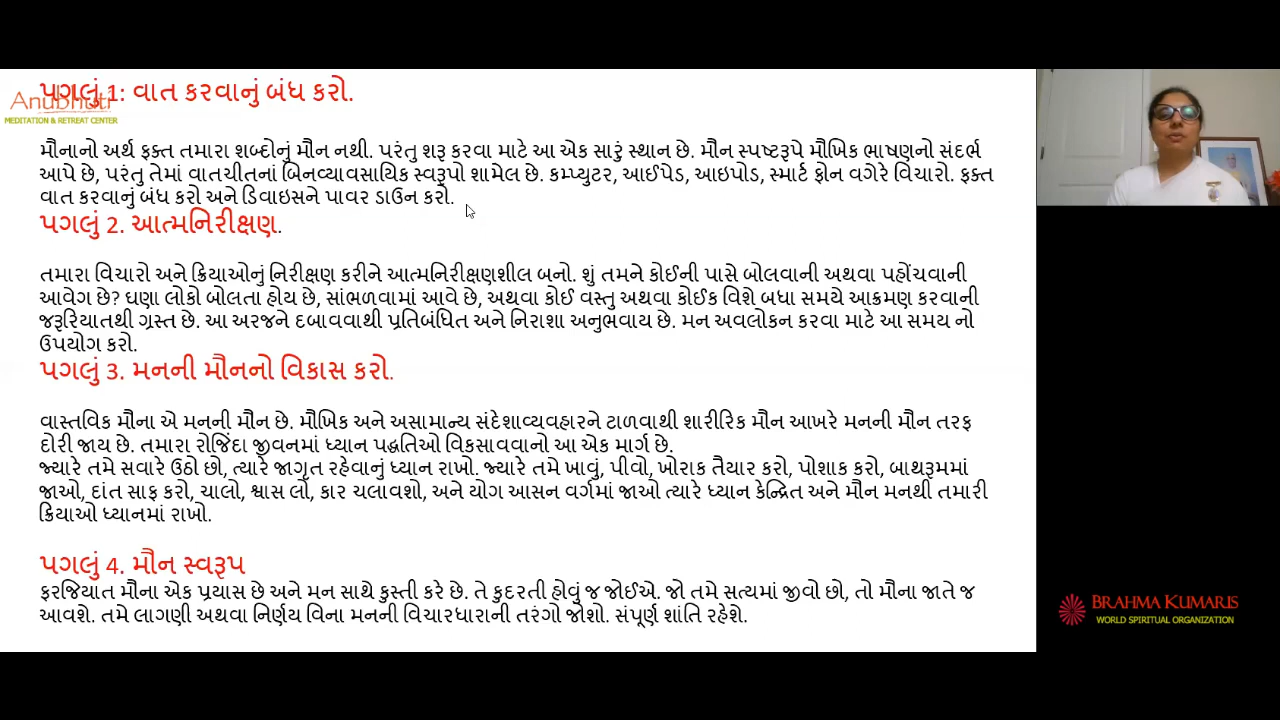 પગલું 1: વાત કરવાનું બંધ કરો.
Anubhuti
MEDITATION & RETREAT CENTER
મૌનાનો અર્થ ફક્ત તમારા શબ્દોનું મૌન નથી. પરંતુ શરૂ કરવા માટે આ એક સારું સ્થાન છે. મૌન સ્પષ્ટરૂપે મૌખિક ભાષણનો સંદર્ભ
આપે છે, પરંતુ તેમાં વાતચીતનાં બિનવ્યાવસાયિક સ્વરૂપો શામેલ છે. કમ્પ્યુટર, આઈપેડ, આઇપોડ, સ્માર્ટ ફોન વગેરે વિચારો. ફક્ત
વાત કરવાનું બંધ કરો અને ડિવાઇસને પાવર ડાઉન કરો.
પગલું 2. આત્મનિરીક્ષણ.
તમારા વિચારો અને ક્રિયાઓનું નિરીક્ષણ કરીને આત્મનિરીક્ષણશીલ બનો. શું તમને કોઈની પાસે બોલવાની અથવા પહોંચવાની
આવેગ છે? ઘણા લોકો બોલતા હોય છે, સાંભળવામાં આવે છે, અથવા કોઈ વસ્તુ અથવા કોઈક વિશે બધા સમયે આક્રમણ કરવાની
જરૂરિયાતથી ગ્રસ્ત છે. આ અરજને દબાવવાથી પ્રતિબંધિત અને નિરાશા અનુભવાય છે. મન અવલોકન કરવા માટે આ સમય નો
ઉપયોગ કરો.
પગલું 3. મનની મૌનનો વિકાસ કરો.
વાસ્તવિક મૌના એ મનની મૌન છે. મૌખિક અને અસામાન્ય સંદેશાવ્યવહારને ટાળવાથી શારીરિક મૌન આખરે મનની મૌન તરફ
દોરી જાય છે. તમારા રોજિંદા જીવનમાં ધ્યાન પદ્ધતિઓ વિકસાવવાનો આ એક માર્ગ છે.
જ્યારે તમે સવારે ઉઠો છો, ત્યારે જાગૃત રહેવાનું ધ્યાન રાખો. જ્યારે તમે ખાવું, પીવો, ખોરાક તૈયાર કરો, પોશાક કરો, બાથરૂમમાં
જાઓ, દાંત સાફ કરો, ચાલો, શ્વાસ લો, કાર ચલાવશો, અને યોગ આસન વર્ગમાં જાઓ ત્યારે ધ્યાન કેન્દ્રિત અને મૌન મનથી તમારી
ક્રિયાઓ ધ્યાનમાં રાખો.
પગલું 4. મૌન સ્વરૂપ
ફરજિયાત મૌના એક પ્રયાસ છે અને મન સાથે કુસ્તી કરે છે. તે કુદરતી હોવું જ જોઈએ. જો તમે સત્યમાં જીવો છો, તો મૌના જાતે જ
આવશે. તમે લાગણી અથવા નિર્ણય વિના મનની વિચારધારાની તરંગો જોશો. સંપૂર્ણ શાંતિ રહેશે.
BRAHMA KUMARIS
WORLD SPIRITUAL ORGANIZATION